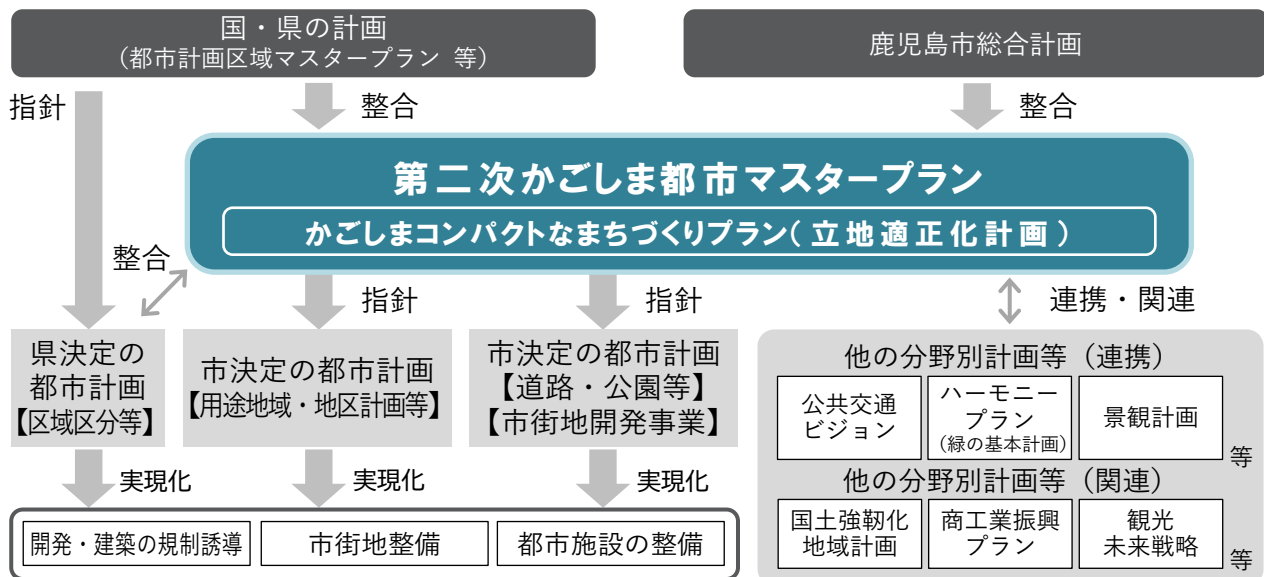 国・県の計画
（都市計画区域マスタープラン 等）
鹿児島市総合計画
指針
整合
整合
第二次かごしま都市マスタープラン
かごしまコンパクトなまちづくりプラン（立地適正化計画）
整合
指針
指針
連携・関連
県決定の
都市計画
【区域区分等】
市決定の都市計画
【用途地域・地区計画等】
市決定の都市計画
【道路・公園等】
【市街地開発事業】
他の分野別計画等（連携）
公共交通
ビジョン
ハーモニー
プラン
（緑の基本計画）
景観計画
等
他の分野別計画等（関連）
国土強靭化
地域計画
商工業振興
プラン
観光
未来戦略
等
実現化
実現化
実現化
開発・建築の規制誘導
市街地整備
都市施設の整備